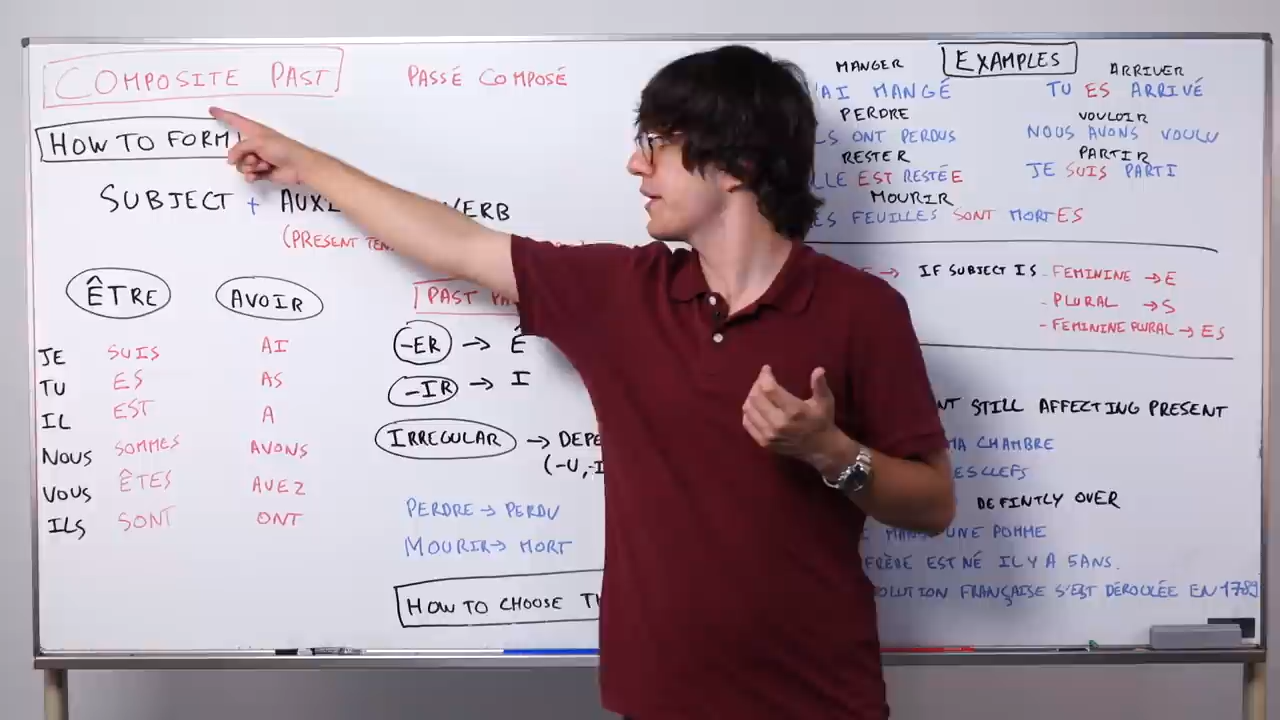 COMPOSITE PAST
PASSÉ COMPOSÉ
HOW TO FORM
SUBJECT + AUXI
VERB
(PRESENT TEN
ÊTRE
AVOIR
JE SUIS AI
TU ES AS
IL EST A
NOUS SOMMES AVONS
VOUS ÊTES AVEZ
ILS SONT ONT
PAST PA
-ER → É
-IR → I
IRREGULAR → DEPE
(-U,-I
PERDRE → PERDU
MOURIR → MORT
HOW TO CHOOSE TH
EXAMPLES
MANGER
'AI MANGÉ
PERDRE
LS ONT PERDUS
RESTER
LLE EST RESTÉE
MOURIR
ES FEUILLES SONT MORTES
ARRIVER
TU ES ARRIVÉ
VOULOIR
NOUS AVONS VOULU
PARTIR
JE SUIS PARTI
E → IF SUBJECT IS - FEMININE → E
- PLURAL → S
- FEMININE PLURAL → ES
NT STILL AFFECTING PRESENT
MA CHAMBRE
ES CLEFS
DEFINTLY OVER
MANGÉ UNE POMME
FRÈRE EST NÉ IL Y A 5 ANS.
OLUTION FRANÇAISE S'EST DÉROULÉE EN 1789